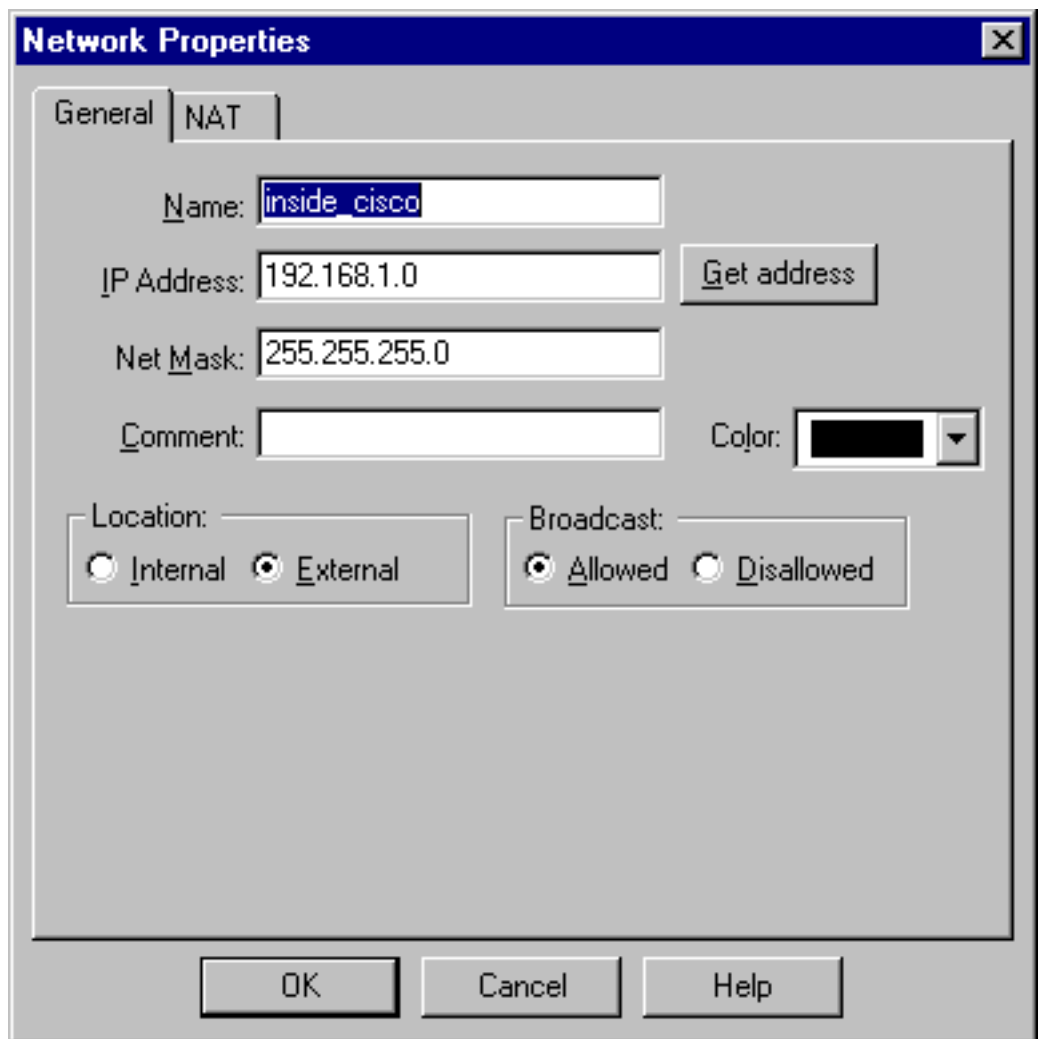 Network Properties
General NAT
Name: inside_cisco
IP Address: 192.168.1.0 Get address
Net Mask: 255.255.255.0
Comment: Color:
Location: Broadcast:
Internal External Allowed Disallowed
OK Cancel Help